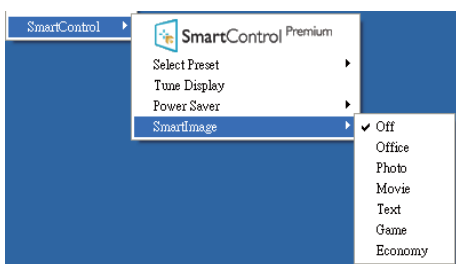 SmartControl
SmartControl Premium
Select Preset
Tune Display
Power Saver
SmartImage
Off
Office
Photo
Movie
Text
Game
Economy